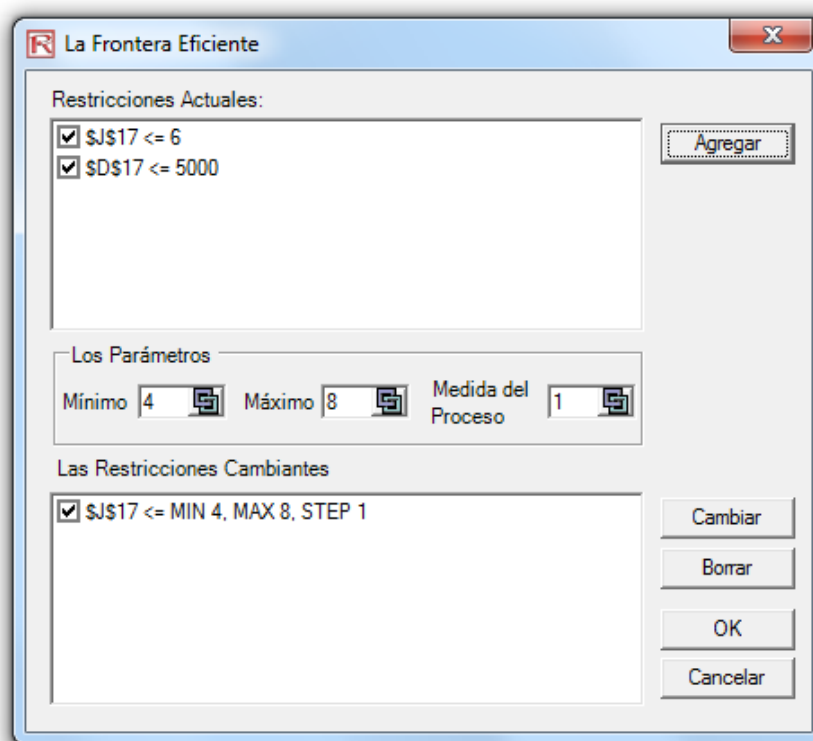 La Frontera Eficiente
Restricciones Actuales:
$J$17 <= 6
$D$17 <= 5000
Agregar
Los Parámetros
Mínimo 4 Máximo 8 Medida del Proceso 1
Las Restricciones Cambiantes
$J$17 <= MIN 4, MAX 8, STEP 1
Cambiar
Borrar
OK
Cancelar